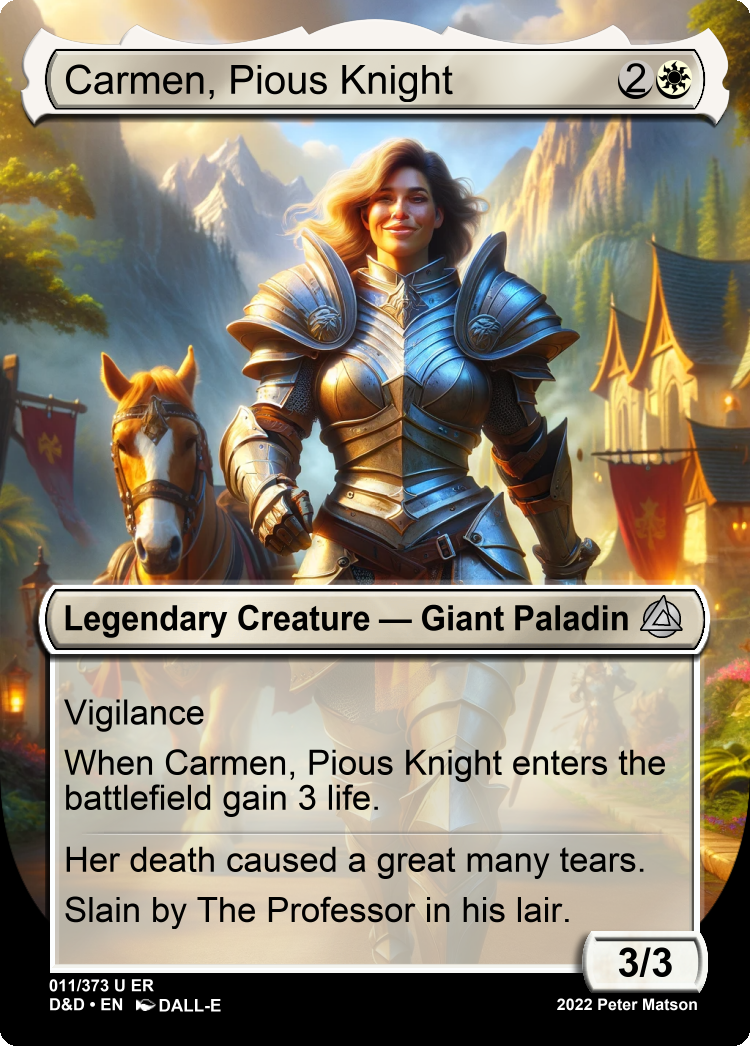 Carmen, Pious Knight 2
Legendary Creature — Giant Paladin
Vigilance
When Carmen, Pious Knight enters the
battlefield gain 3 life.
Her death caused a great many tears.
Slain by The Professor in his lair.
3/3
011/373 U ER
D&D • EN DALL-E
2022 Peter Matson